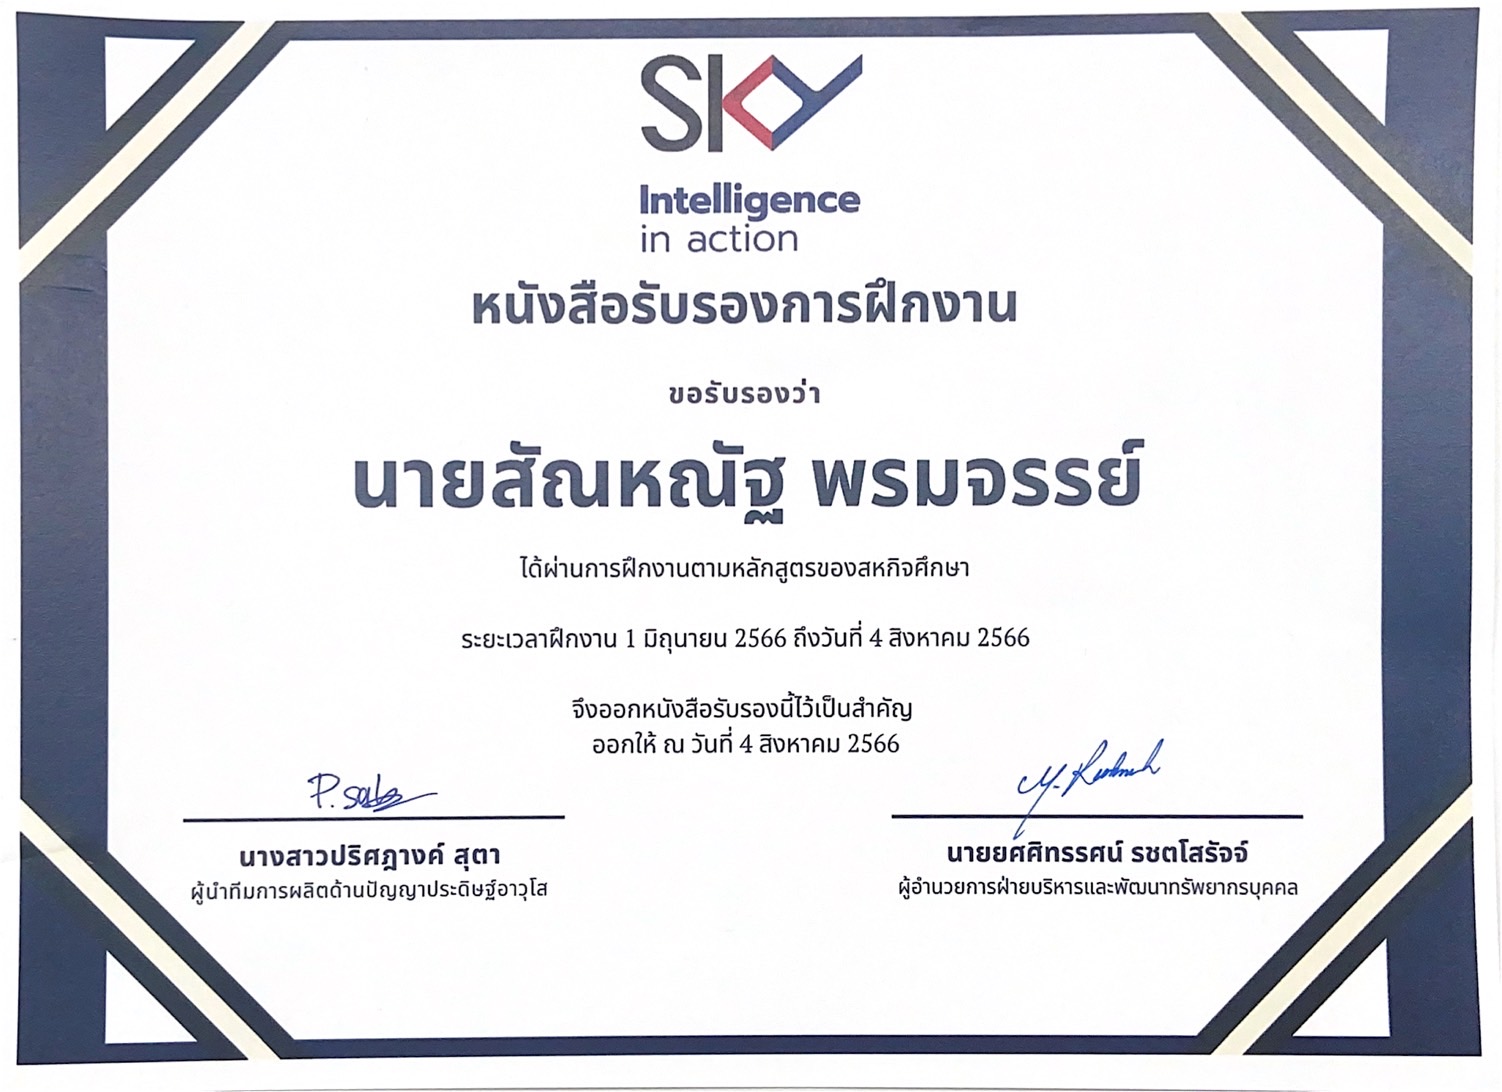 SKY
Intelligence
in action
หนังสือรับรองการฝึกงาน
ขอรับรองว่า
นายสัณหณัฐ พรมจรรย์
ได้ผ่านการฝึกงานตามหลักสูตรของสหกิจศึกษา
ระยะเวลาฝึกงาน 1 มิถุนายน 2566 ถึงวันที่ 4 สิงหาคม 2566
จึงออกหนังสือรับรองนี้ไว้เป็นสำคัญ
ออกให้ ณ วันที่ 4 สิงหาคม 2566
นางสาวปริศฎางค์ สุตา
ผู้นำทีมการผลิตด้านปัญญาประดิษฐ์อาวุโส
นายยศศิทรรศน์ รชตโสรัจจ์
ผู้อำนวยการฝ่ายบริหารและพัฒนาทรัพยากรบุคคล